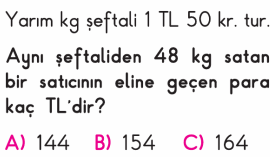 Yarım kg şeftali 1 TL 50 kr. tur.
Aynı şeftaliden 48 kg satan
bir satıcının eline geçen para
kaç TL'dir?
A) 144 B) 154 C) 164